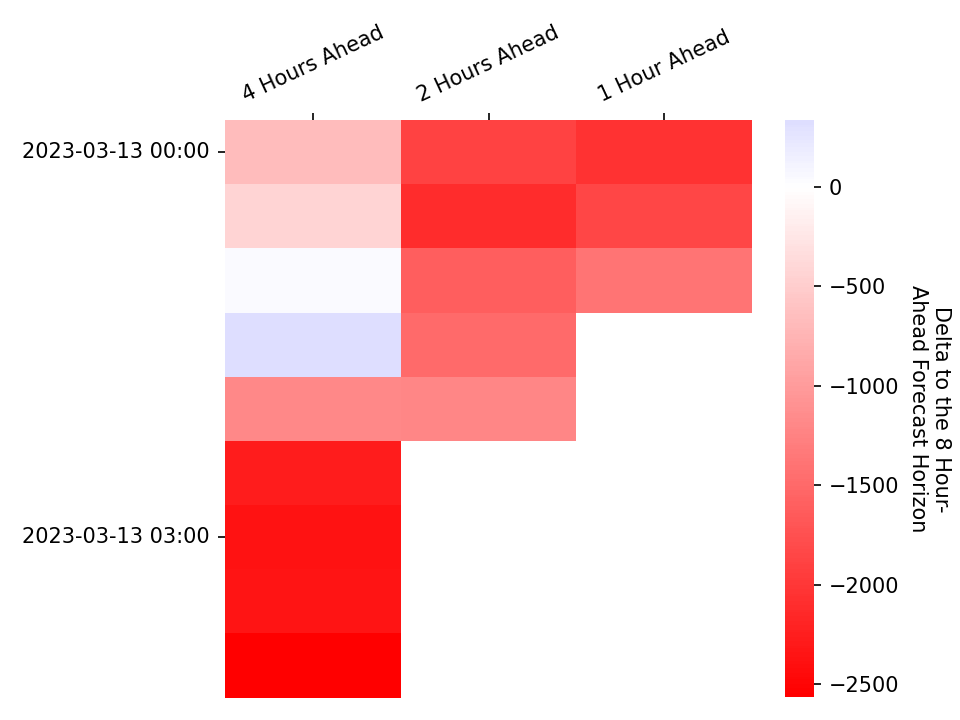 4 Hours Ahead
2 Hours Ahead
1 Hour Ahead
2023-03-13 00:00
2023-03-13 03:00
0
−500
−1000
−1500
−2000
−2500
Delta to the 8 Hour-
Ahead Forecast Horizon